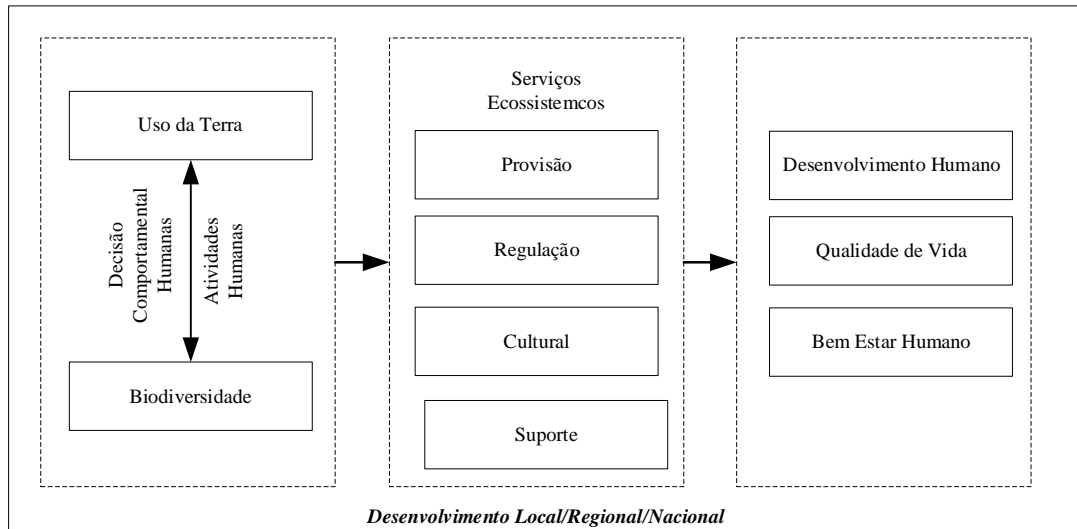 Uso da Terra
Decisão
Comportamental
Humanas
Atividades
Humanas
Biodiversidade
Serviços
Ecossistemcos
Provisão
Regulação
Cultural
Suporte
Desenvolvimento Humano
Qualidade de Vida
Bem Estar Humano
Desenvolvimento Local/Regional/Nacional